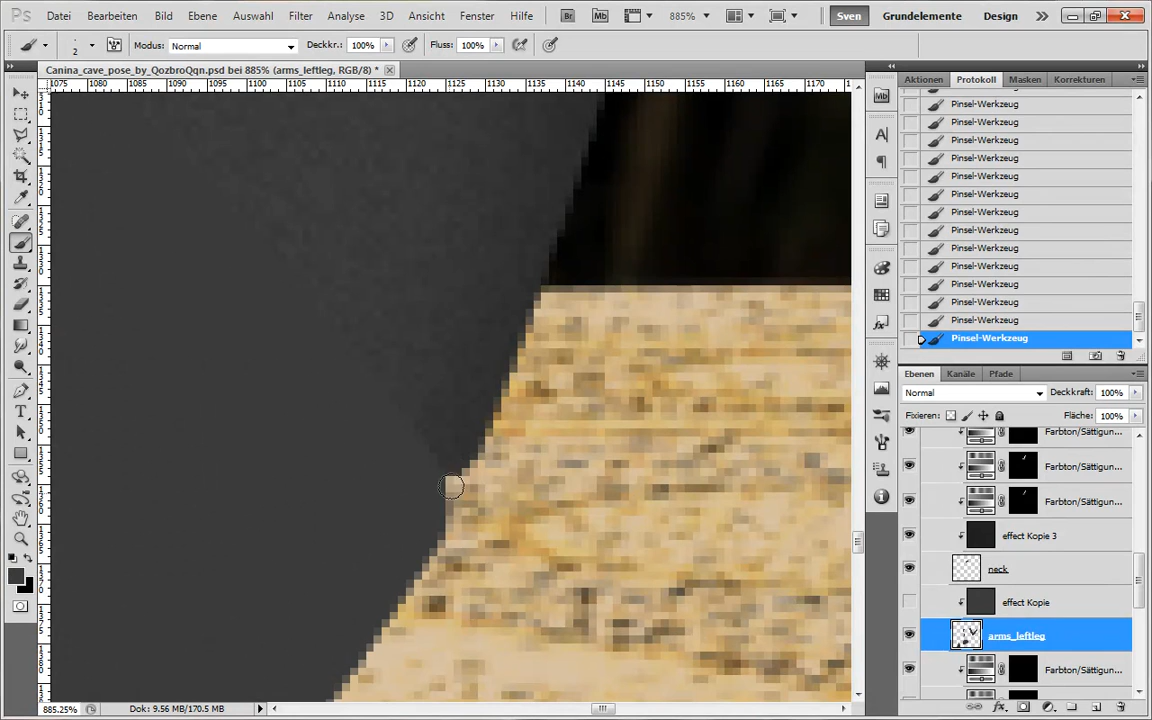 Ps Datei Bearbeiten Bild Ebene Auswahl Filter Analyse 3D Ansicht Fenster Hilfe Br Mb 885% Sven Grundelemente Design
2 Modus: Normal Deckkr.: 100% Fluss: 100%
Canina_cave_pose_by_QozbroQqn.psd bei 885% (arms_leftleg, RGB/8) *
1075 1080 1085 1090 1095 1100 1105 1110 1115 1120 1125 1130 1135 1140 1145 1150 1155 1160 1165 1170 1175
Aktionen Protokoll Masken Korrekturen
Pinsel-Werkzeug
Pinsel-Werkzeug
Pinsel-Werkzeug
Pinsel-Werkzeug
Pinsel-Werkzeug
Pinsel-Werkzeug
Pinsel-Werkzeug
Pinsel-Werkzeug
Pinsel-Werkzeug
Pinsel-Werkzeug
Pinsel-Werkzeug
Pinsel-Werkzeug
Pinsel-Werkzeug
Pinsel-Werkzeug
Ebenen Kanäle Pfade
Normal Deckkraft: 100%
Fixieren: Fläche: 100%
Farbton/Sättigun...
Farbton/Sättigun...
Farbton/Sättigun...
effect Kopie 3
neck
effect Kopie
arms_leftleg
Farbton/Sättigun...
885.25% Dok: 9.56 MB/170.5 MB